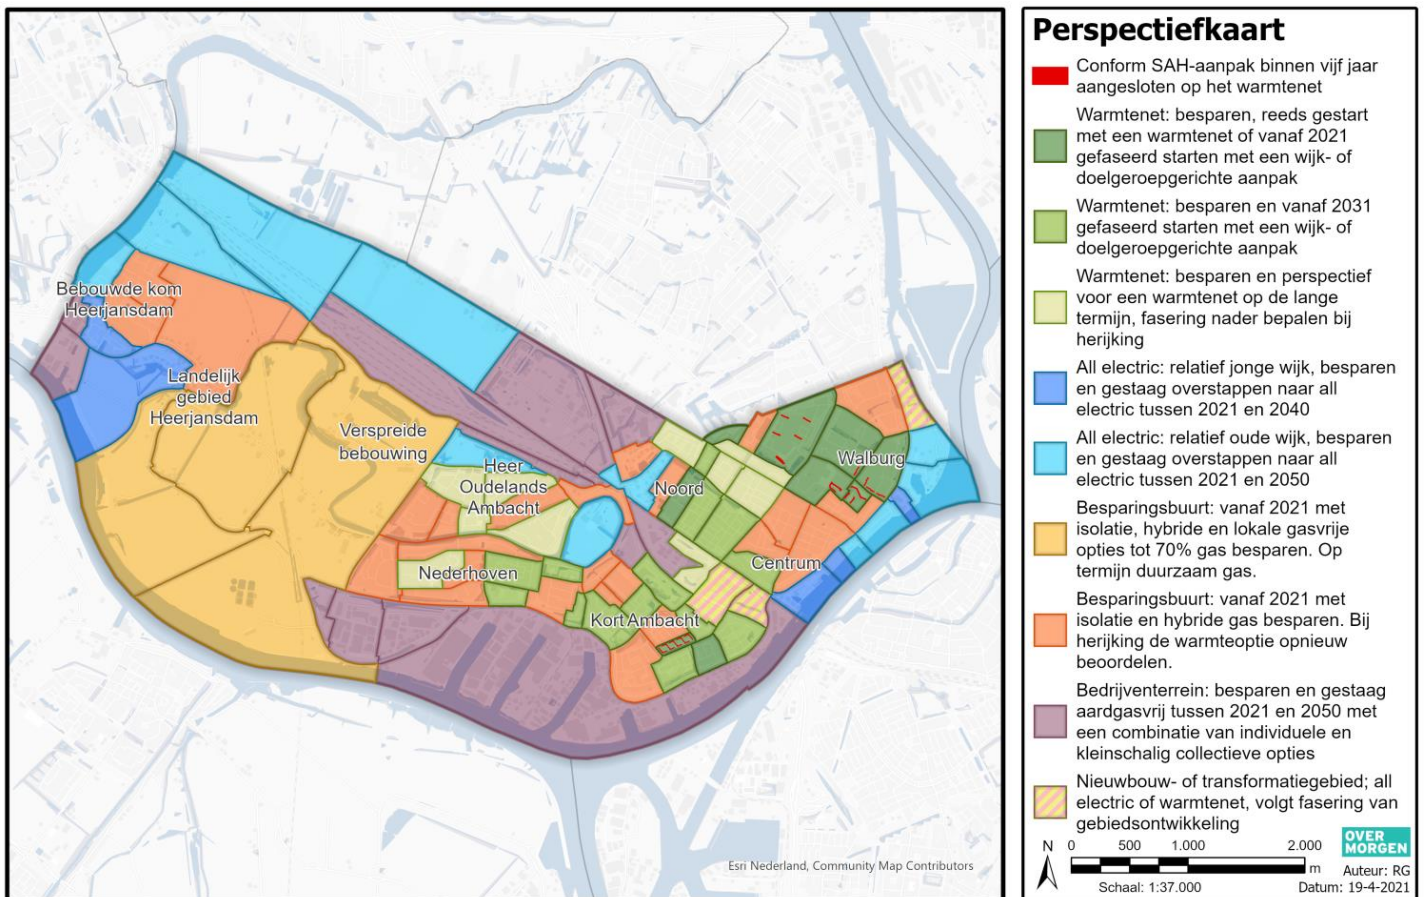 Perspectiefkaart
Conform SAH-aanpak binnen vijf jaar
aangesloten op het warmtenet
Warmtenet: besparen, reeds gestart
met een warmtenet of vanaf 2021
gefaseerd starten met een wijk- of
doelgeroepgerichte aanpak
Warmtenet: besparen en vanaf 2031
gefaseerd starten met een wijk- of
doelgeroepgerichte aanpak
Warmtenet: besparen en perspectief
voor een warmtenet op de lange
termijn, fasering nader bepalen bij
herijking
All electric: relatief jonge wijk, besparen
en gestaag overstappen naar all
electric tussen 2021 en 2040
All electric: relatief oude wijk, besparen
en gestaag overstappen naar all
electric tussen 2021 en 2050
Besparingsbuurt: vanaf 2021 met
isolatie, hybride en lokale gasvrije
opties tot 70% gas besparen. Op
termijn duurzaam gas.
Besparingsbuurt: vanaf 2021 met
isolatie en hybride gas besparen. Bij
herijking de warmteoptie opnieuw
beoordelen.
Bedrijventerrein: besparen en gestaag
aardgasvrij tussen 2021 en 2050 met
een combinatie van individuele en
kleinschalig collectieve opties
Nieuwbouw- of transformatiegebied; all
electric of warmtenet, volgt fasering van
gebiedsontwikkeling
N 0 500 1.000 2.000
m
Schaal: 1:37.000
OVER
MORGEN
Auteur: RG
Datum: 19-4-2021
Bebouwde kom
Heerjansdam
Landelijk
gebied
Heerjansdam
Verspreide
bebouwing
Heer
Oudelands
Ambacht
Noord
Walburg
Nederhoven
Centrum
Kort Ambacht
Esri Nederland, Community Map Contributors